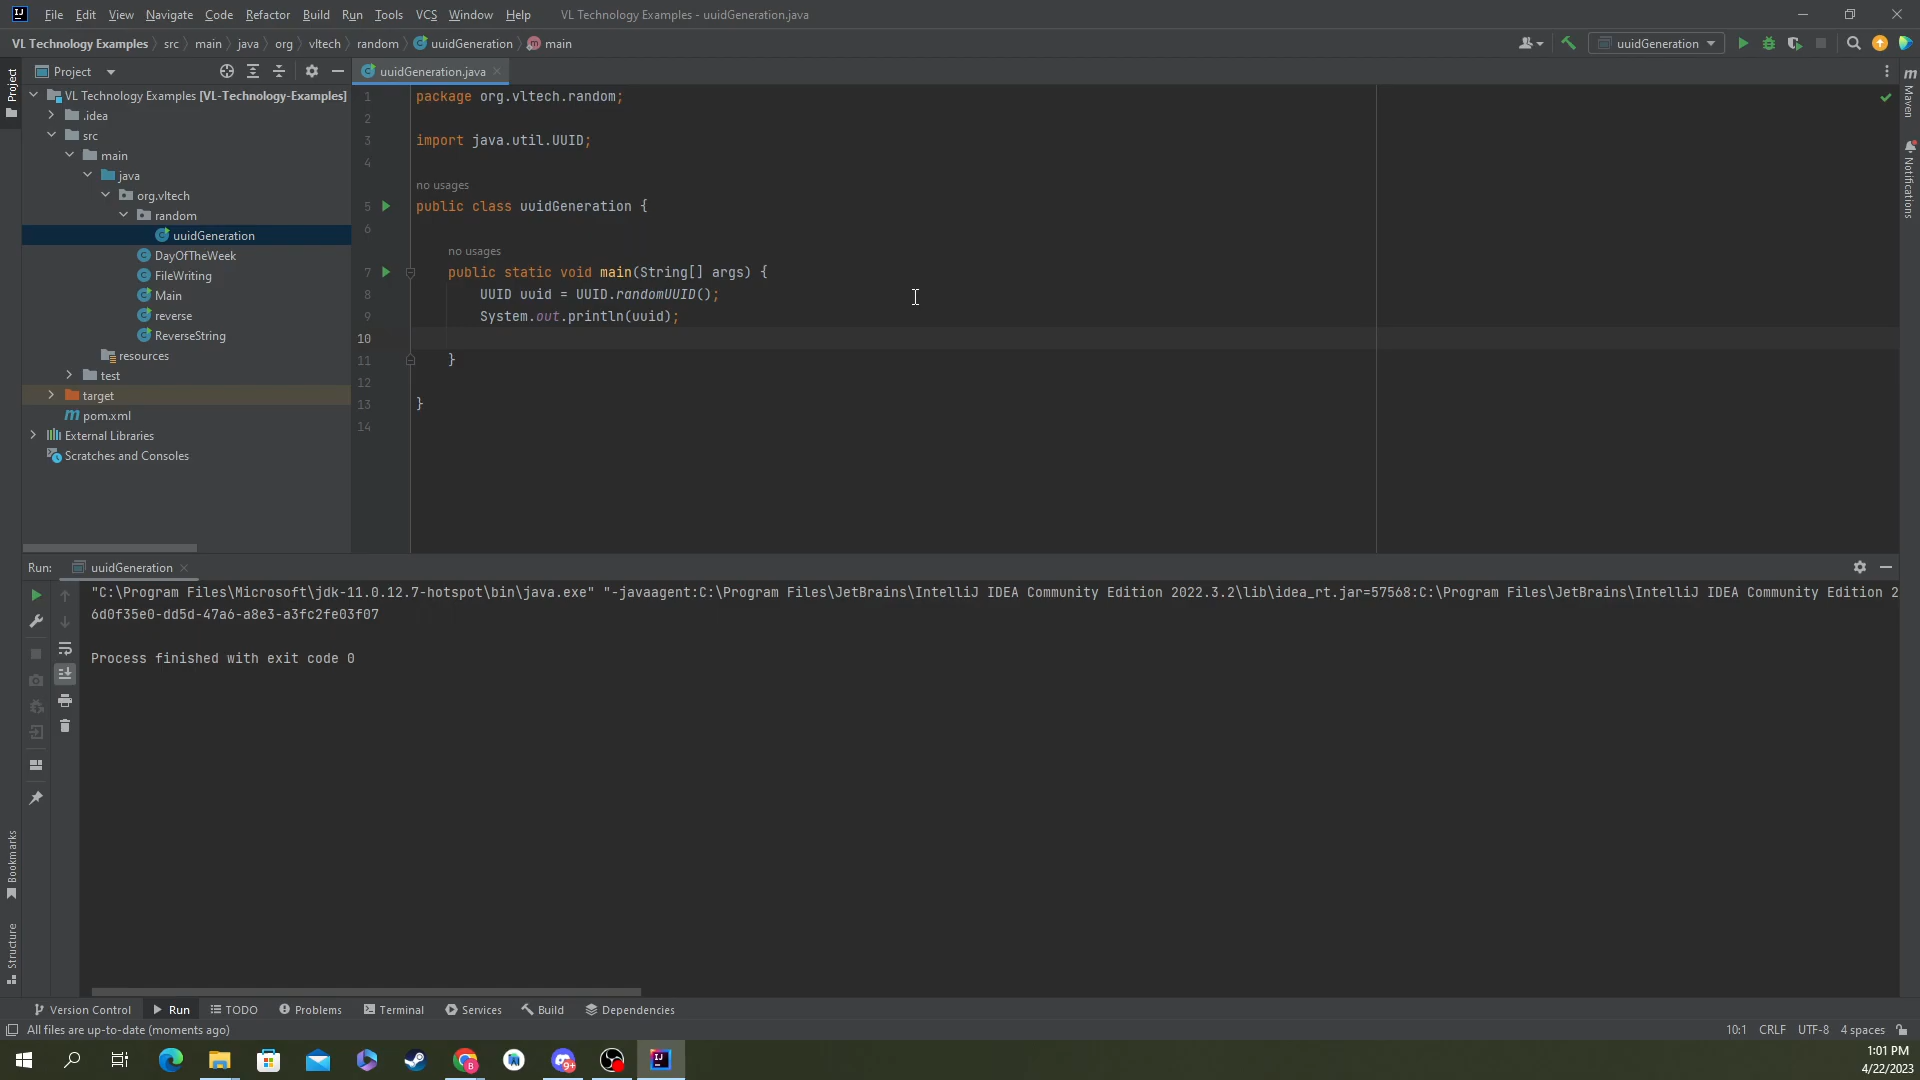 File Edit View Navigate Code Refactor Build Run Tools VCS Window Help VL Technology Examples - uuidGeneration.java
VL Technology Examples src main java org vltech random uuidGeneration main
uuidGeneration
Project
uuidGeneration.java
Project
VL Technology Examples [VL-Technology-Examples]
.idea
src
main
java
org.vltech
random
uuidGeneration
DayOfTheWeek
FileWriting
Main
reverse
ReverseString
resources
test
target
pom.xml
External Libraries
Scratches and Consoles
1 package org.vltech.random;
2
3 import java.util.UUID;
4
no usages
5 public class uuidGeneration {
6
no usages
7 public static void main(String[] args) {
8 UUID uuid = UUID.randomUUID();
9 System.out.println(uuid);
10
11 }
12
13 }
14
Maven
Notifications
Run: uuidGeneration
"C:\Program Files\Microsoft\jdk-11.0.12.7-hotspot\bin\java.exe" "-javaagent:C:\Program Files\JetBrains\IntelliJ IDEA Community Edition 2022.3.2\lib\idea_rt.jar=57568:C:\Program Files\JetBrains\IntelliJ IDEA Community Edition 2
6d0f35e0-dd5d-47a6-a8e3-a3fc2fe03f07
Process finished with exit code 0
Bookmarks
Structure
Version Control Run TODO Problems Terminal Services Build Dependencies
All files are up-to-date (moments ago) 10:1 CRLF UTF-8 4 spaces
1:01 PM
4/22/2023